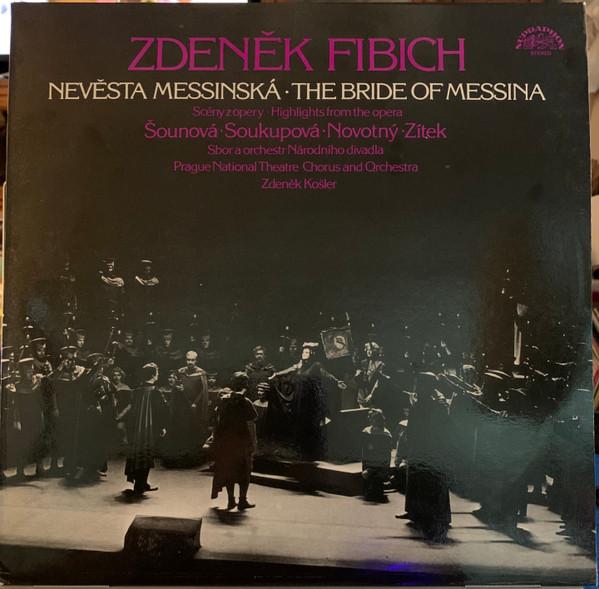 ZDENĚK FIBICH
SUPRAPHON
STEREO
NEVĚSTA MESSINSKÁ · THE BRIDE OF MESSINA
Scény z opery · Highlights from the opera
Šounová · Soukupová · Novotný · Zítek
Sbor a orchestr Národního divadla
Prague National Theatre Chorus and Orchestra
Zdeněk Košler